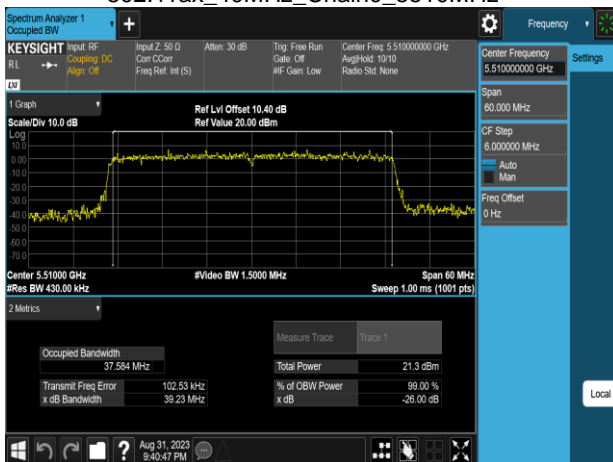 802.11ax_40MHz_Chain0_5510MHz
Spectrum Analyzer 1
Occupied BW
+
Frequency
KEYSIGHT
RL
LXI
Input: RF
Coupling: DC
Align: Off
Input Z: 50 Ω
Corr CCorr
Freq Ref: Int (S)
Atten: 30 dB
Trig: Free Run
Gate: Off
#IF Gain: Low
Center Freq: 5.510000000 GHz
Avg|Hold: 10/10
Radio Std: None
Center Frequency
5.510000000 GHz
Settings
Span
60.000 MHz
CF Step
6.000000 MHz
Auto
Man
Freq Offset
0 Hz
Local
1 Graph
Scale/Div 10.0 dB
Ref Lvl Offset 10.40 dB
Ref Value 20.00 dBm
Log
10.0
0.00
-10.0
-20.0
-30.0
-40.0
-50.0
-60.0
-70.0
Center 5.51000 GHz
#Video BW 1.5000 MHz
Span 60 MHz
#Res BW 430.00 kHz
Sweep 1.00 ms (1001 pts)
2 Metrics
Measure Trace
Trace 1
Occupied Bandwidth
37.584 MHz
Total Power
21.3 dBm
Transmit Freq Error
102.53 kHz
% of OBW Power
99.00 %
x dB Bandwidth
39.23 MHz
x dB
-26.00 dB
?
Aug 31, 2023
9:40:47 PM